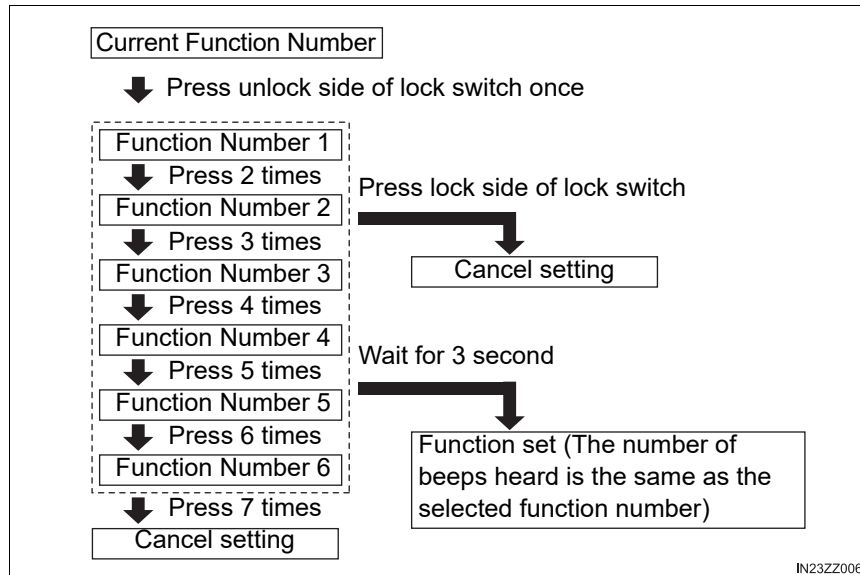 Current Function Number
Press unlock side of lock switch once
Function Number 1
Press 2 times
Function Number 2
Press 3 times
Function Number 3
Press 4 times
Function Number 4
Press 5 times
Function Number 5
Press 6 times
Function Number 6
Press 7 times
Cancel setting
Press lock side of lock switch
Cancel setting
Wait for 3 second
Function set (The number of
beeps heard is the same as the
selected function number)
IN23ZZ006